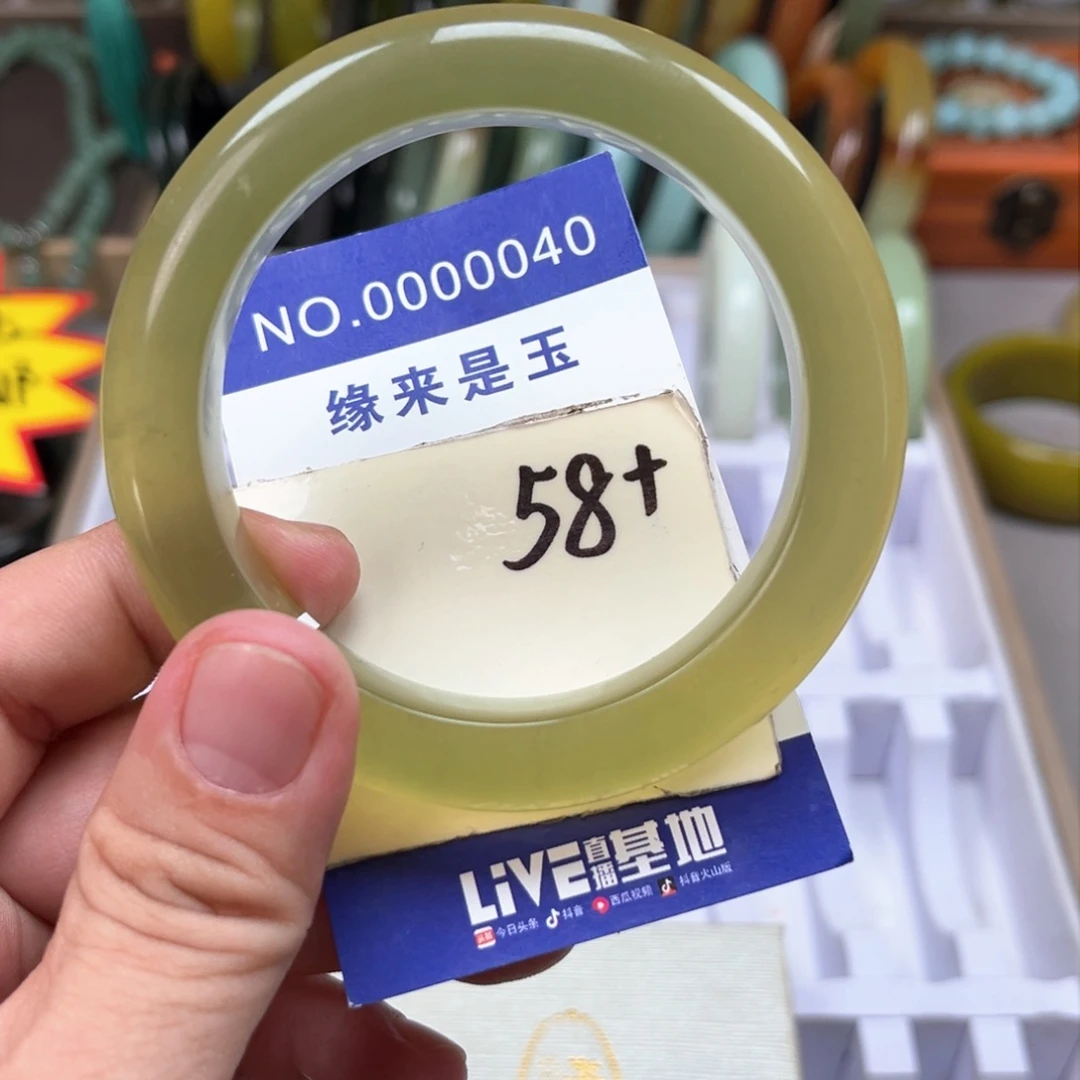 NO.0000040
缘来是玉
58+
LiVE直播基地
今日头条 抖音 西瓜视频 抖音火山版